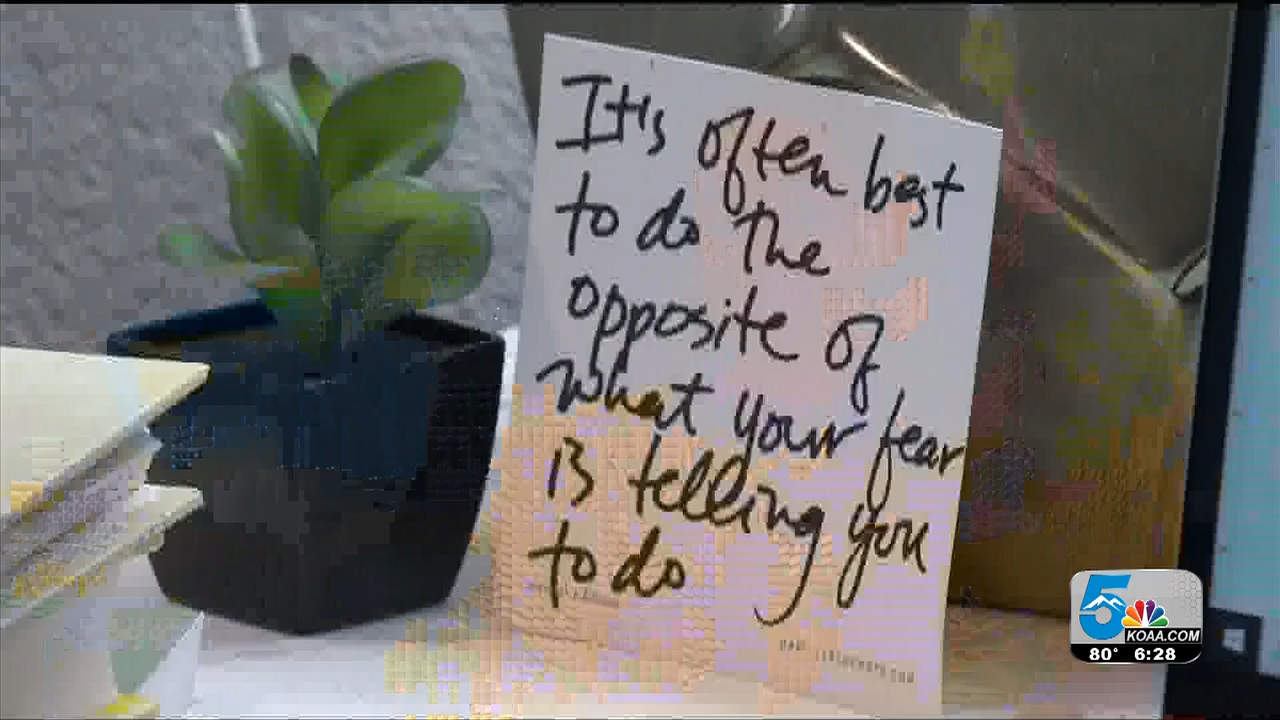 It's often best
to do the
opposite of
what your fear
is telling you
to do
5
KOAA.COM
80° 6:28